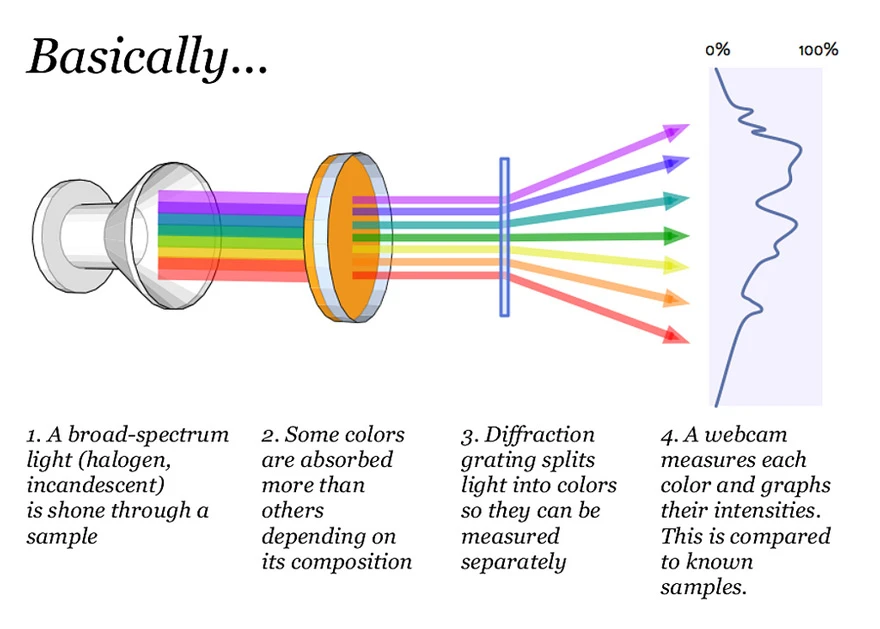 Basically...
0% 100%
1. A broad-spectrum
light (halogen,
incandescent)
is shone through a
sample
2. Some colors
are absorbed
more than
others
depending on
its composition
3. Diffraction
grating splits
light into colors
so they can be
measured
separately
4. A webcam
measures each
color and graphs
their intensities.
This is compared
to known
samples.